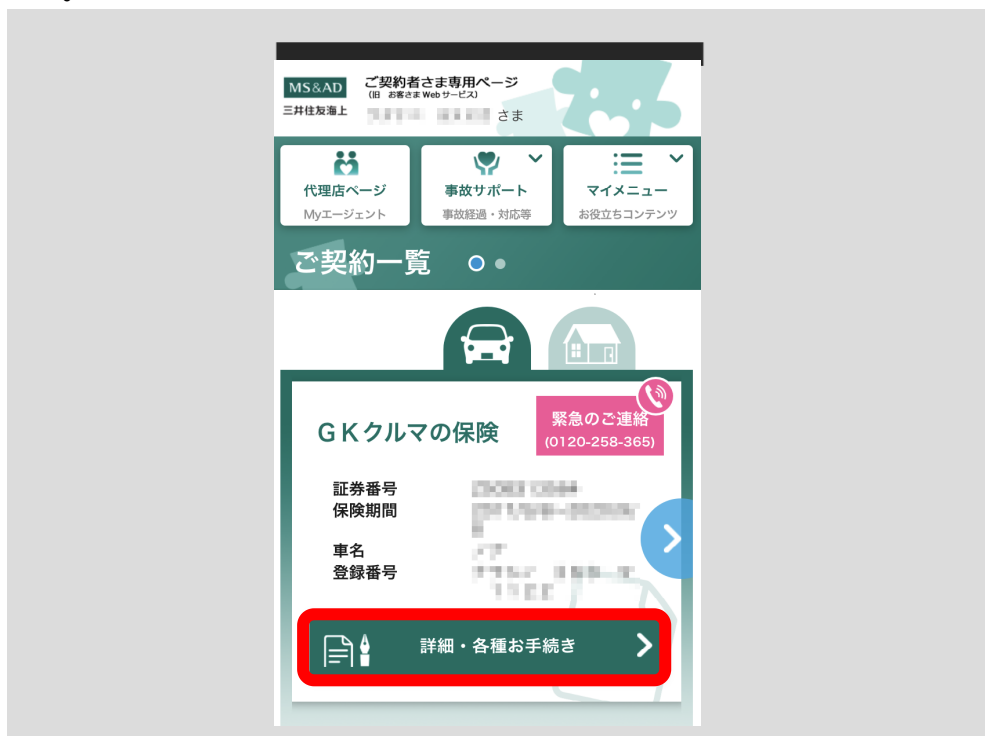 MS&AD
三井住友海上
ご契約者さま専用ページ
(旧 お客さま Web サービス)
さま
代理店ページ
Myエージェント
事故サポート
事故経過・対応等
マイメニュー
お役立ちコンテンツ
ご契約一覧
緊急のご連絡
(0120-258-365)
GKクルマの保険
証券番号
保険期間
車名
登録番号
詳細・各種お手続き